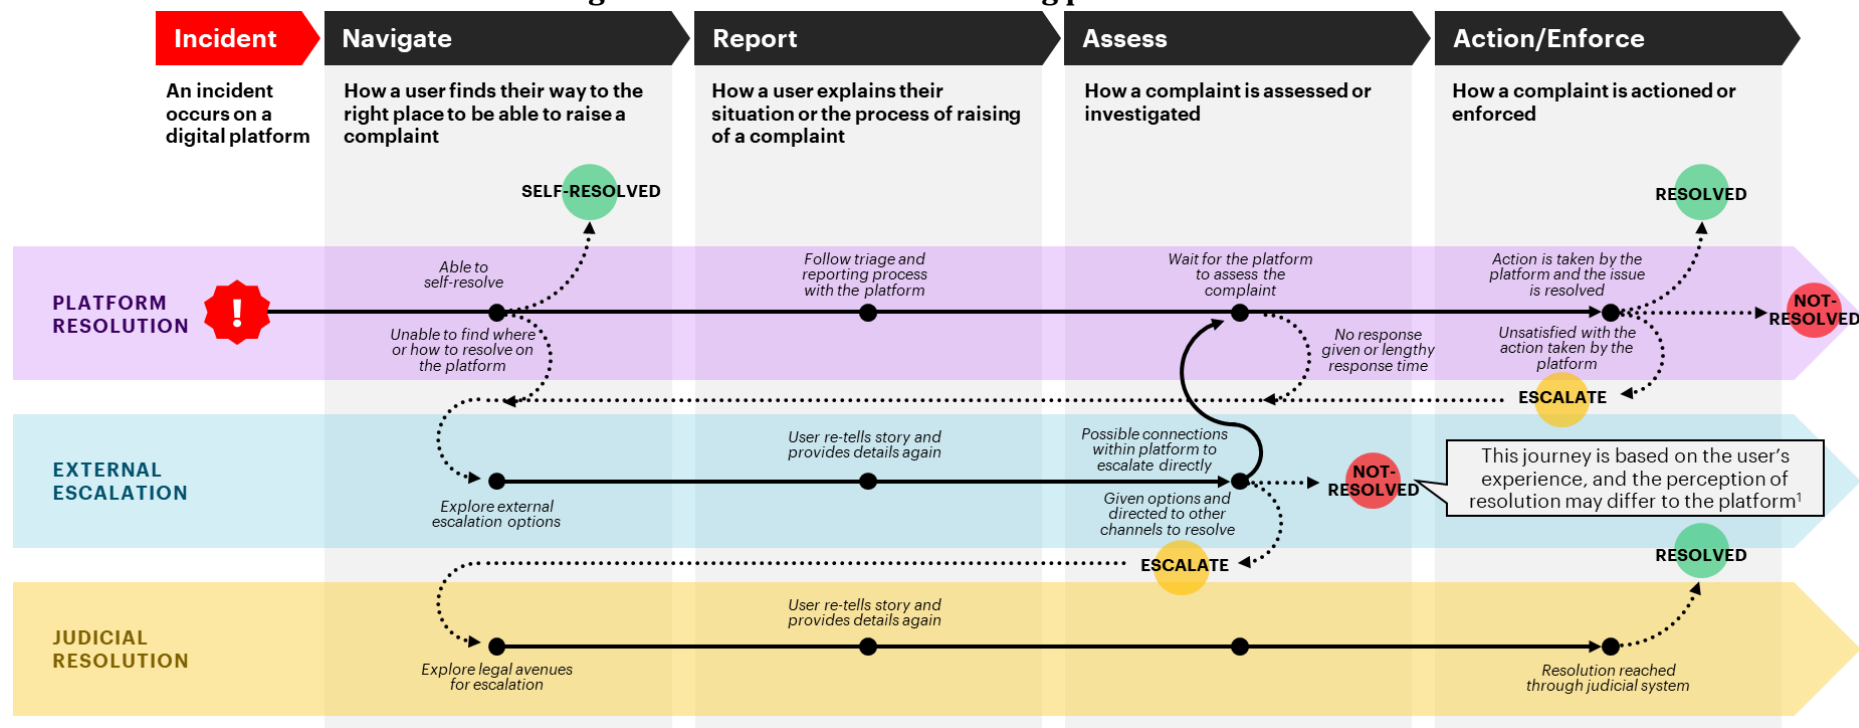 Incident
Navigate
Report
Assess
Action/Enforce
An incident
occurs on a
digital platform
How a user finds their way to the
right place to be able to raise a
complaint
How a user explains their
situation or the process of raising
of a complaint
How a complaint is assessed or
investigated
How a complaint is actioned or
enforced
SELF-RESOLVED
RESOLVED
PLATFORM
RESOLUTION
!
Able to
self-resolve
Unable to find where
or how to resolve on
the platform
Follow triage and
reporting process
with the platform
Wait for the platform
to assess the
complaint
No response
given or lengthy
response time
Action is taken by the
platform and the issue
is resolved
Unsatisfied with the
action taken by the
platform
NOT-
RESOLVED
ESCALATE
EXTERNAL
ESCALATION
Explore external
escalation options
User re-tells story and
provides details again
Possible connections
within platform to
escalate directly
Given options and
directed to other
channels to resolve
NOT-
RESOLVED
This journey is based on the user’s
experience, and the perception of
resolution may differ to the platform¹
ESCALATE
RESOLVED
JUDICIAL
RESOLUTION
Explore legal avenues
for escalation
User re-tells story and
provides details again
Resolution reached
through judicial system